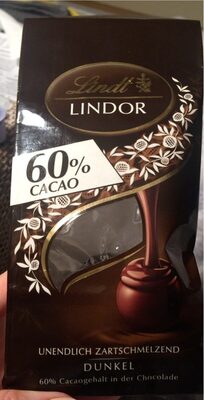 Lindt
LINDOR
60%
CACAO
UNENDLICH ZARTSCHMELZEND
DUNKEL
60% Cacaogehalt in der Chocolade